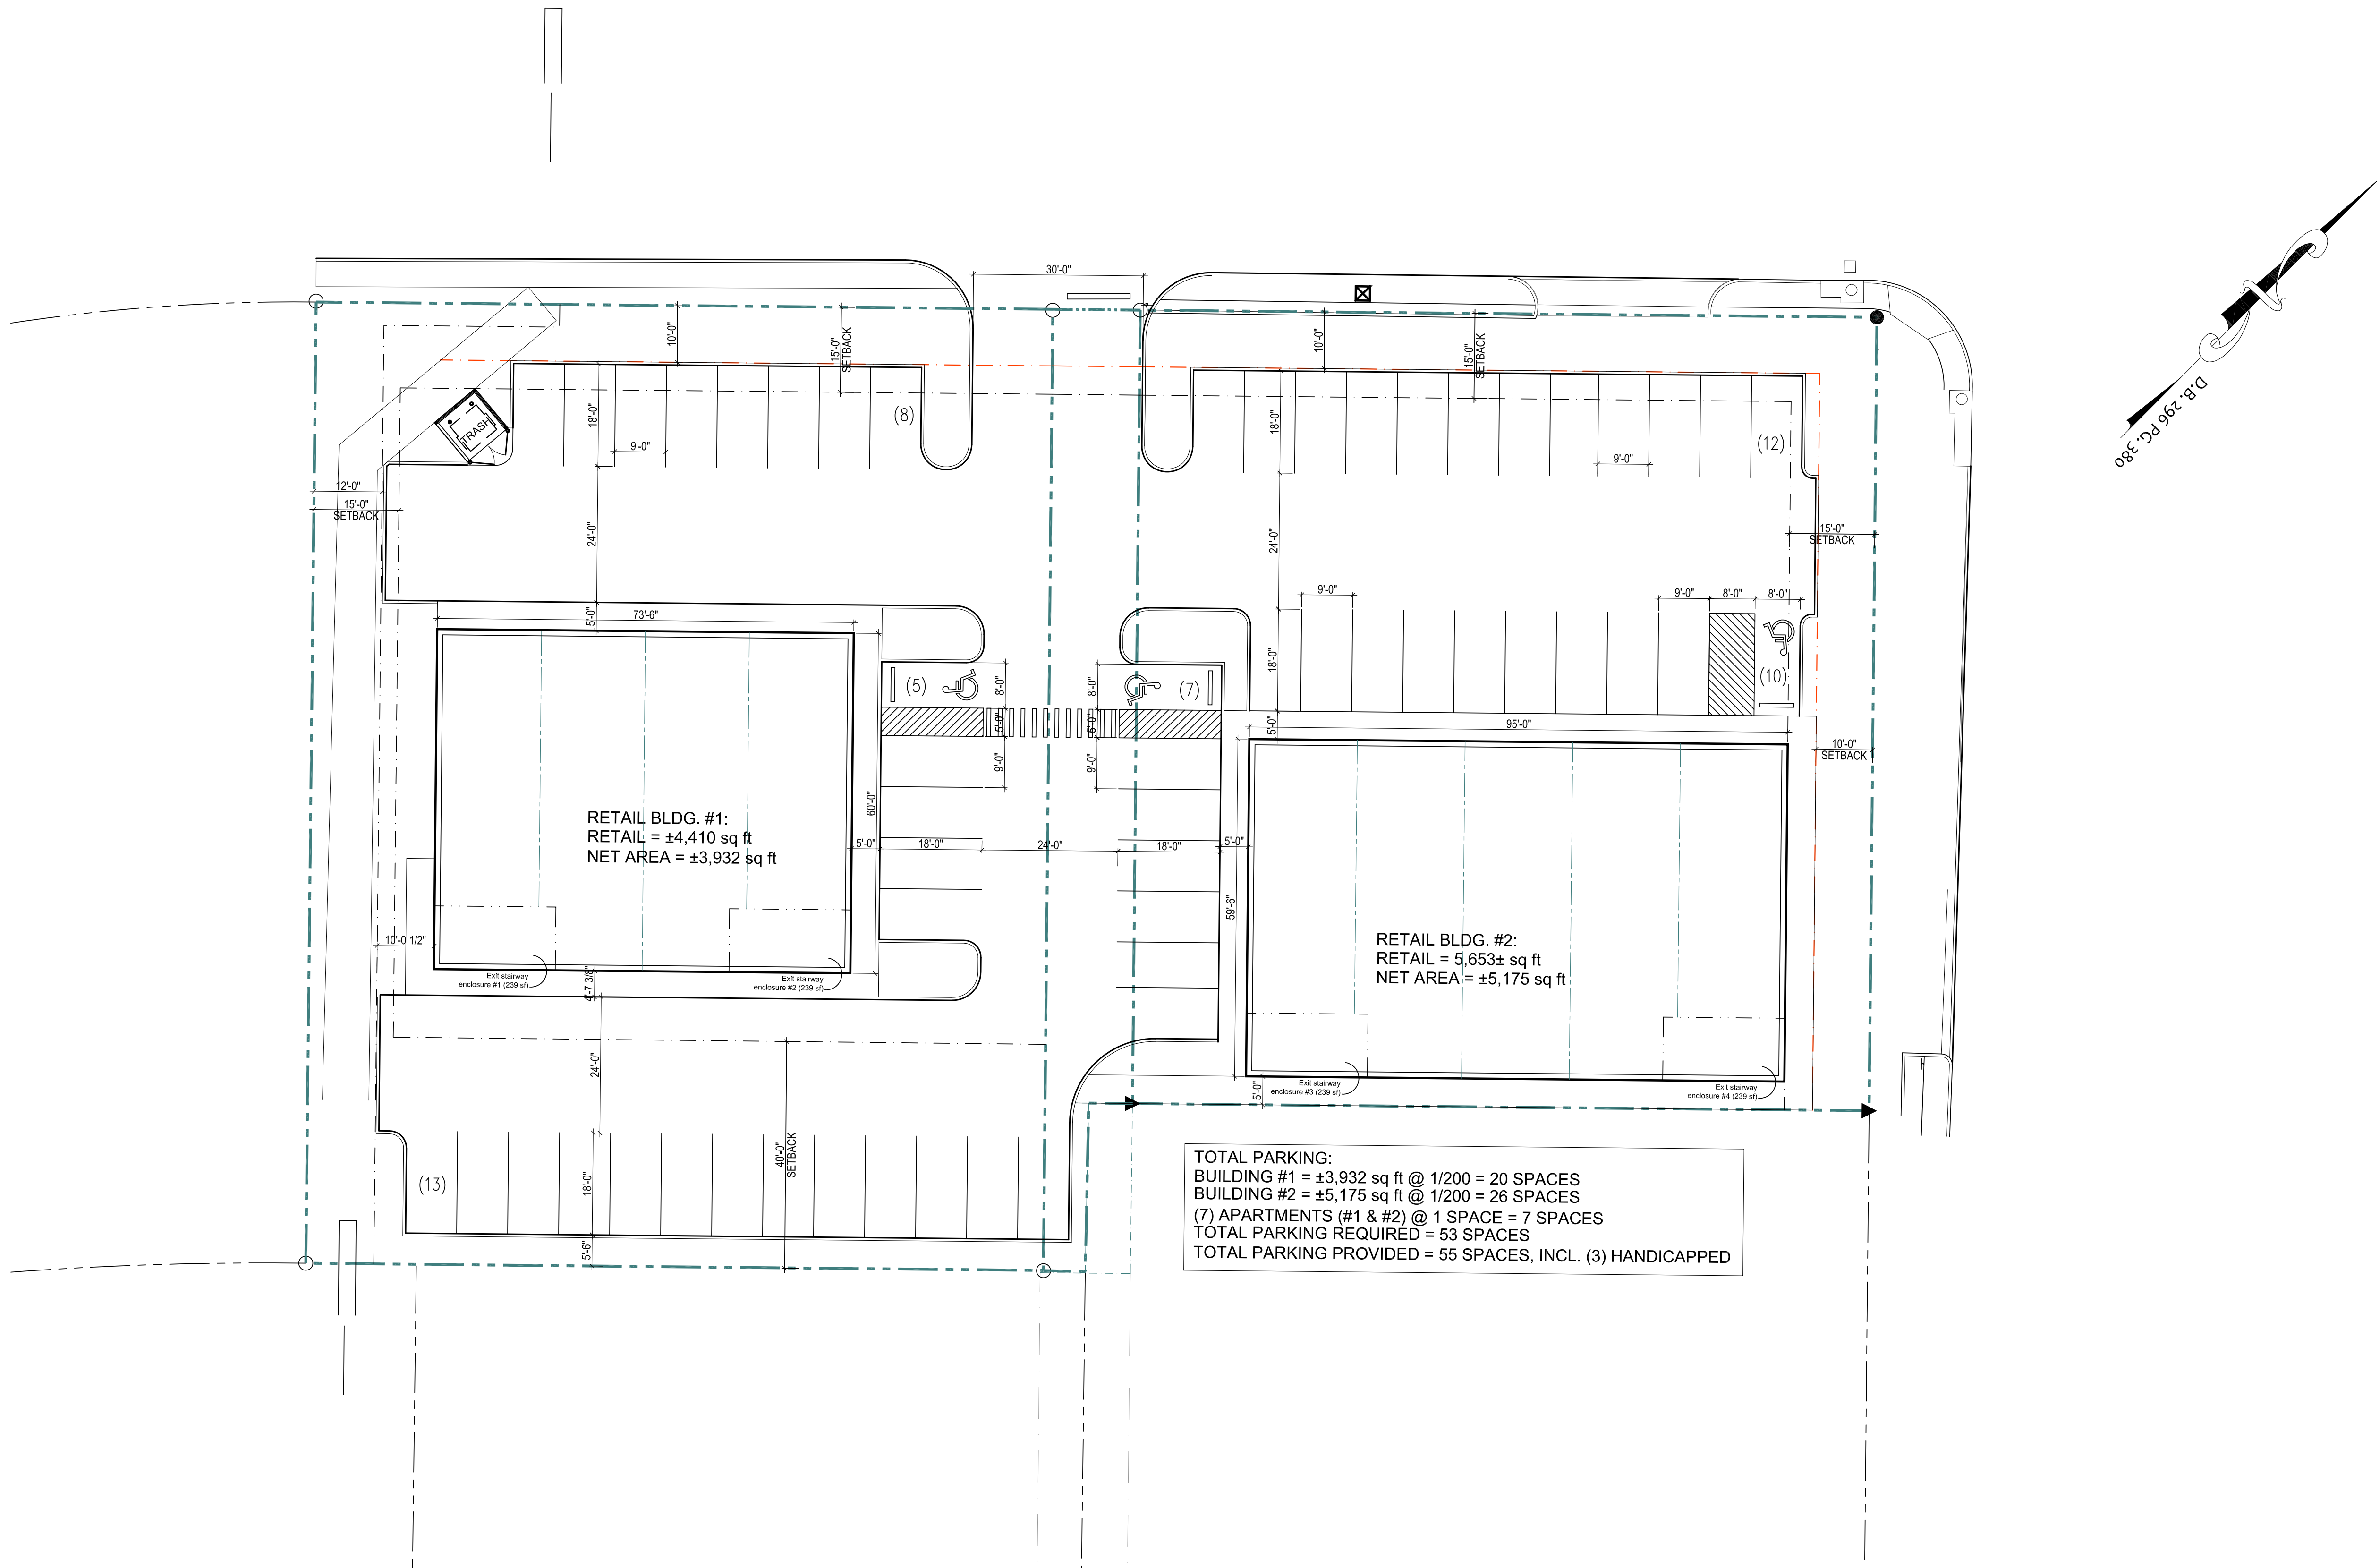 30'-0"
10'-0"
15'-0"
SETBACK
10'-0"
15'-0"
SETBACK
D.B. 296 PG. 380
TRASH
18'-0"
9'-0"
(8)
18'-0"
9'-0"
(12)
12'-0"
15'-0"
SETBACK
24'-0"
24'-0"
15'-0"
SETBACK
5'-0"
73'-6"
9'-0"
9'-0"
8'-0"
8'-0"
18'-0"
(5)
8'-0"
8'-0"
(7)
(10)
5'-0"
5'-0"
5'-0"
95'-0"
9'-0"
9'-0"
10'-0"
SETBACK
60'-0"
RETAIL BLDG. #1:
RETAIL = ±4,410 sq ft
NET AREA = ±3,932 sq ft
5'-0"
18'-0"
24'-0"
18'-0"
5'-0"
59'-6"
RETAIL BLDG. #2:
RETAIL = 5,653± sq ft
NET AREA = ±5,175 sq ft
10'-0 1/2"
Exit stairway
enclosure #1 (239 sf)
4'-7 3/8"
Exit stairway
enclosure #2 (239 sf)
24'-0"
Exit stairway
enclosure #3 (239 sf)
5'-0"
Exit stairway
enclosure #4 (239 sf)
40'-0"
SETBACK
(13)
18'-0"
5'-6"
TOTAL PARKING:
BUILDING #1 = ±3,932 sq ft @ 1/200 = 20 SPACES
BUILDING #2 = ±5,175 sq ft @ 1/200 = 26 SPACES
(7) APARTMENTS (#1 & #2) @ 1 SPACE = 7 SPACES
TOTAL PARKING REQUIRED = 53 SPACES
TOTAL PARKING PROVIDED = 55 SPACES, INCL. (3) HANDICAPPED